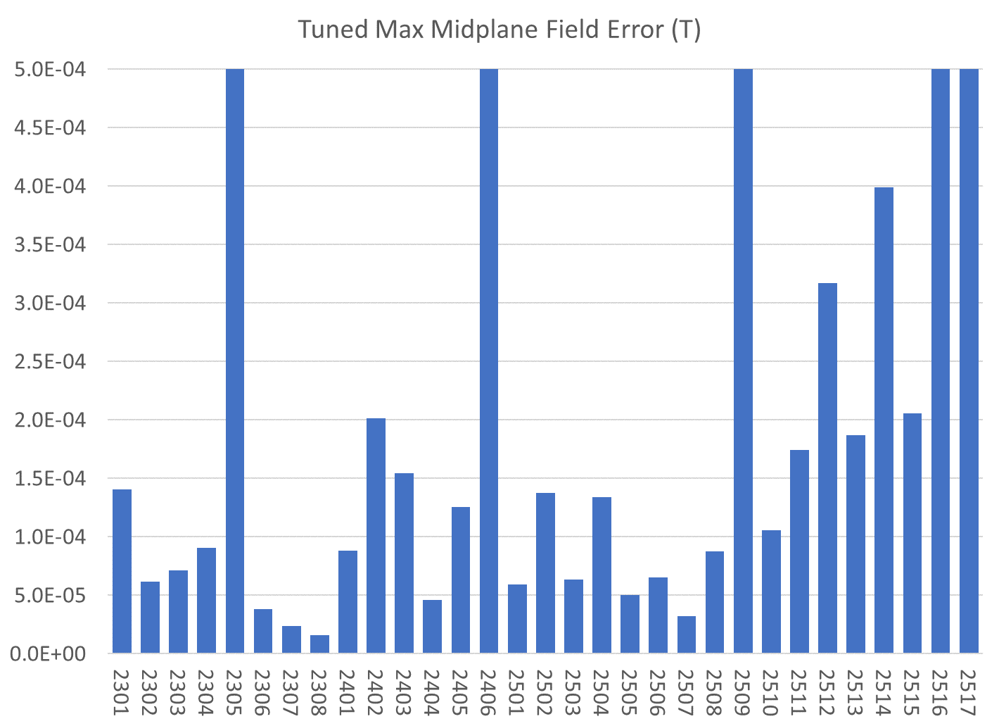 Tuned Max Midplane Field Error (T)
5.0E-04
4.5E-04
4.0E-04
3.5E-04
3.0E-04
2.5E-04
2.0E-04
1.5E-04
1.0E-04
5.0E-05
0.0E+00
2301
2302
2303
2304
2305
2306
2307
2308
2401
2402
2403
2404
2405
2406
2501
2502
2503
2504
2505
2506
2507
2508
2509
2510
2511
2512
2513
2514
2515
2516
2517